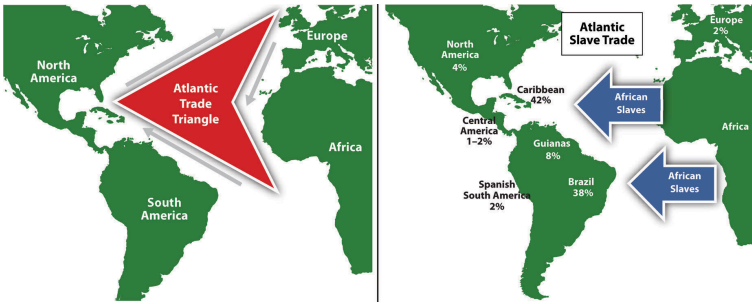 North
America
Europe
Atlantic
Trade
Triangle
Africa
South
America
Atlantic
Slave Trade
Europe
2%
North
America
4%
Caribbean
42%
African
Slaves
Central
America
1–2%
Africa
Guianas
8%
Spanish
South America
2%
Brazil
38%
African
Slaves